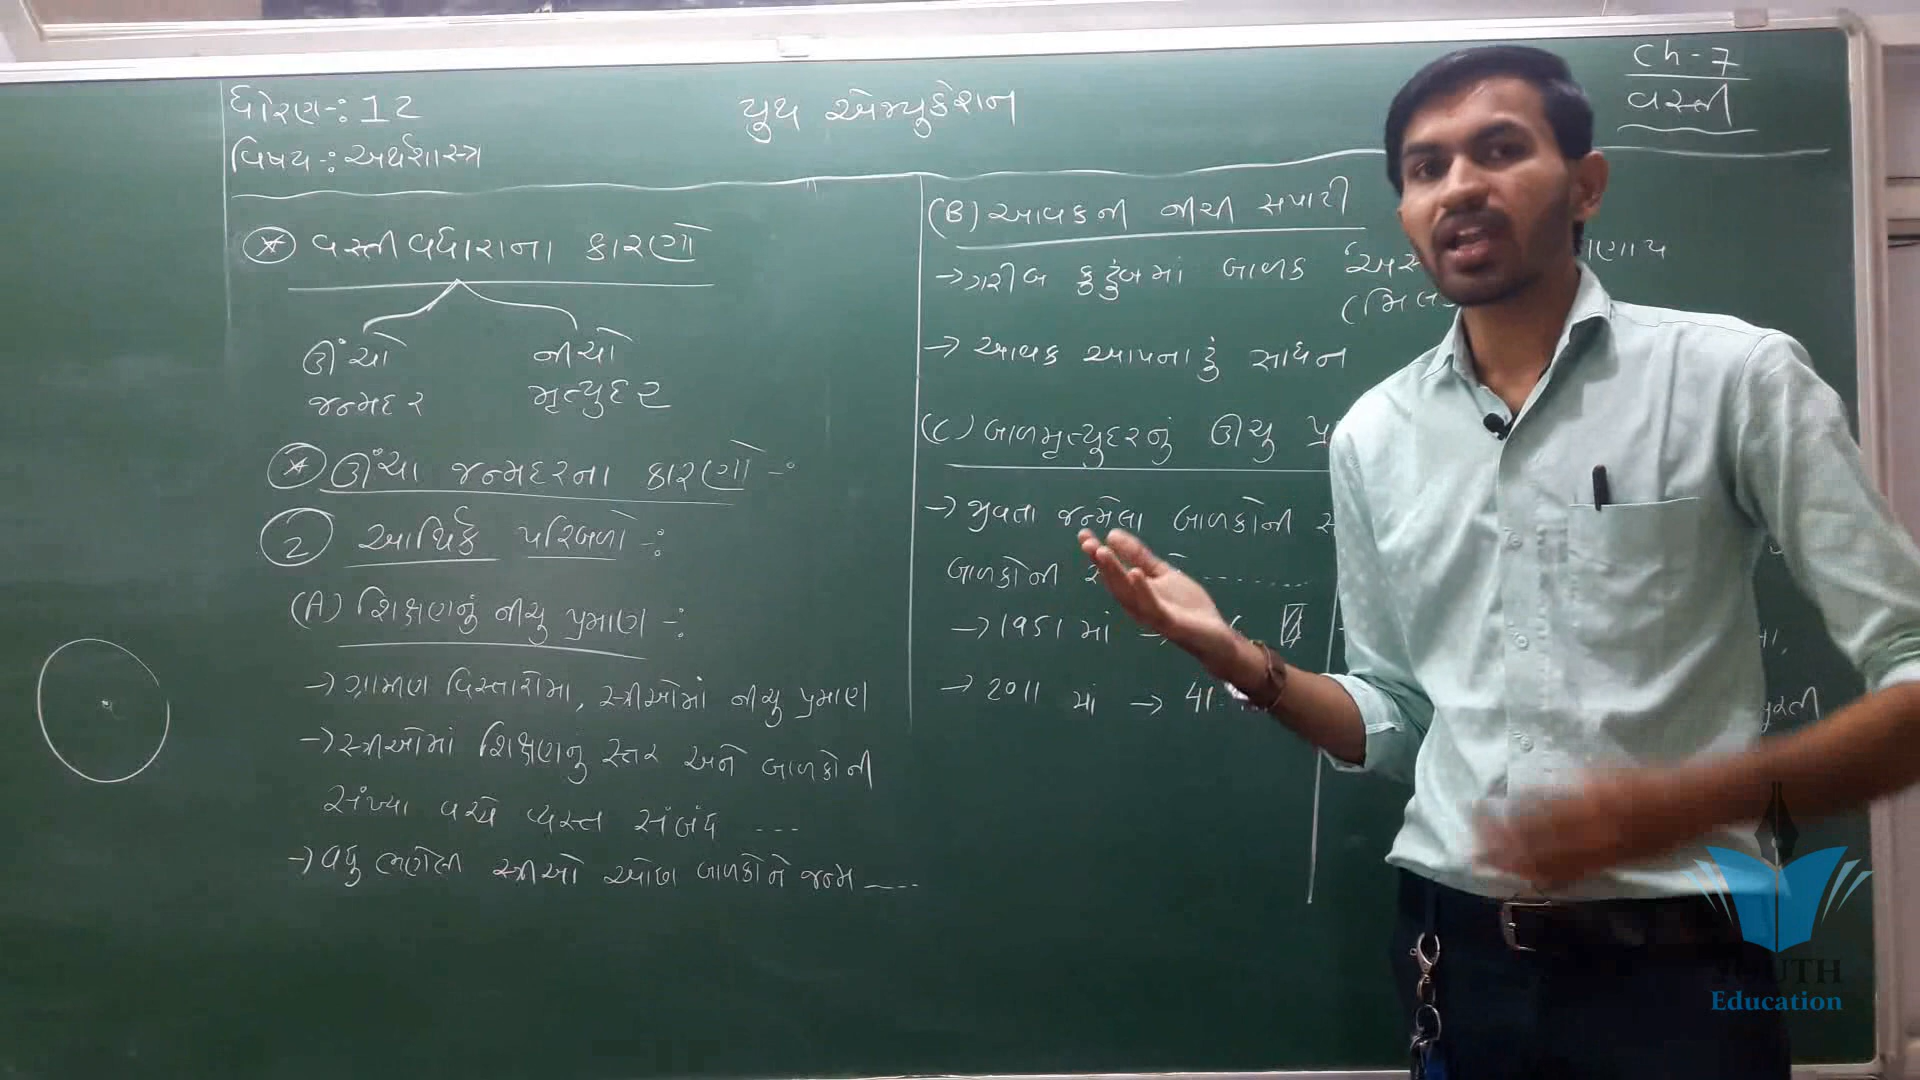 ધોરણ-: 12
વિષય-: અર્થશાસ્ત્ર
યુથ એજ્યુકેશન
Ch-7
વસ્તી
વસ્તીવધારાના કારણો
ઊંચો
જન્મદર
નીચો
મૃત્યુદર
ઊંચા જન્મદરના કારણો -:
2 આર્થિક પરિબળો -:
(A) શિક્ષણનું નીચુ પ્રમાણ -:
→ ગ્રામીણ વિસ્તારોમા, સ્ત્રીઓમાં નીચુ પ્રમાણ
→ સ્ત્રીઓમાં શિક્ષણનું સ્તર અને બાળકોની
સંખ્યા વચ્ચે વ્યસ્ત સંબંધ ---
→ વધુ ભણેલી સ્ત્રીઓ ઓછા બાળકોને જન્મ ----
(B) આવકની નીચી સપાટી
→ ગરીબ કુટુંબમાં બાળક
→ આવક આપનારું સાધન
(C) બાળમૃત્યુદરનું ઊચુ
→ જીવતા જન્મેલા બાળકોની
બાળકોની
→ 1951 માં →
→ 2011 માં → 41
YOUTH
Education